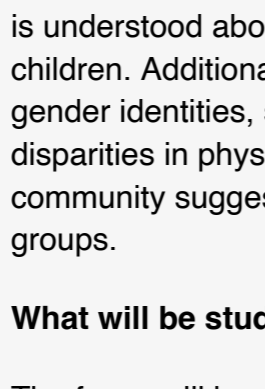 is understood abo
children. Additiona
gender identities,
disparities in phys
community sugges
groups.
What will be stud